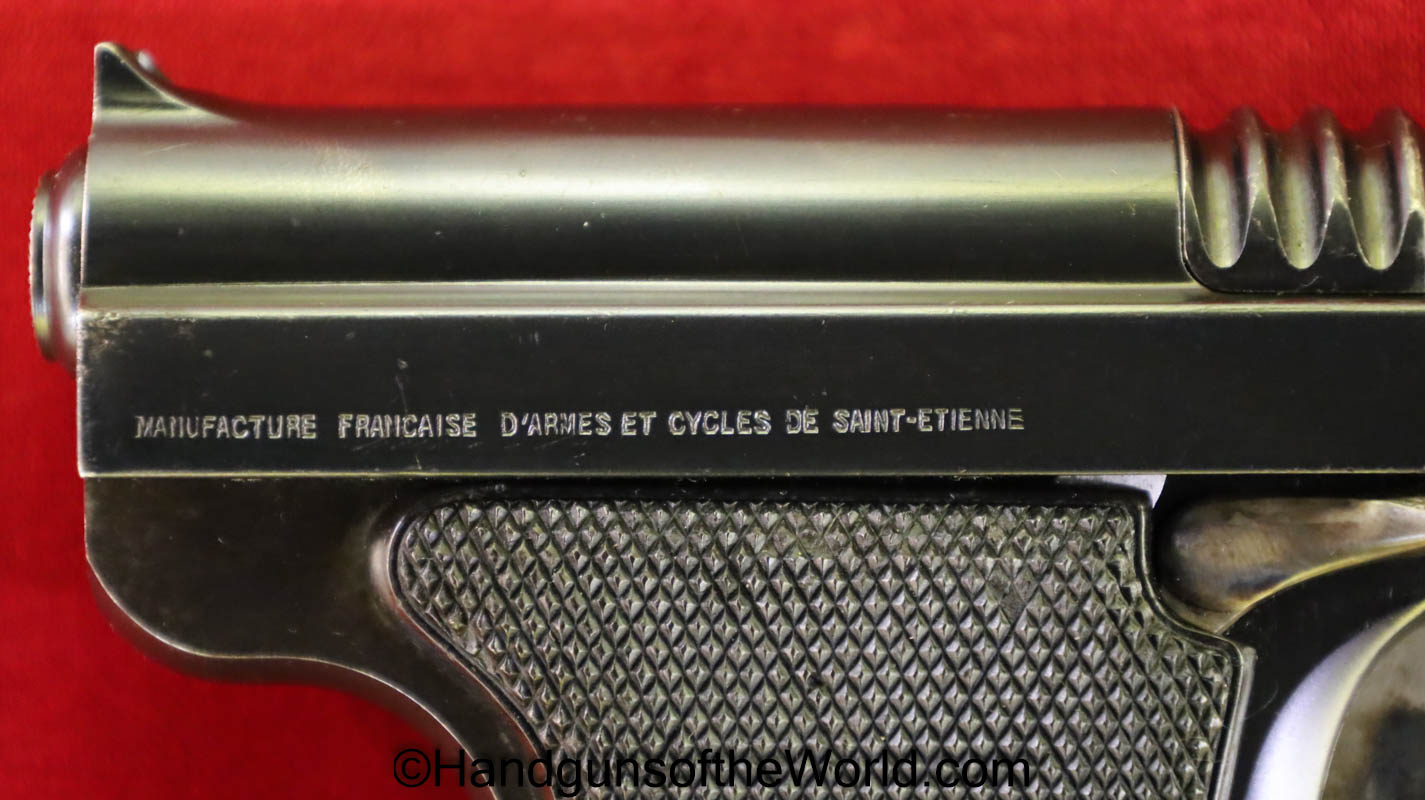 MANUFACTURE FRANCAISE D'ARMES ET CYCLES DE SAINT-ETIENNE
©HandgunsoftheWorld.com